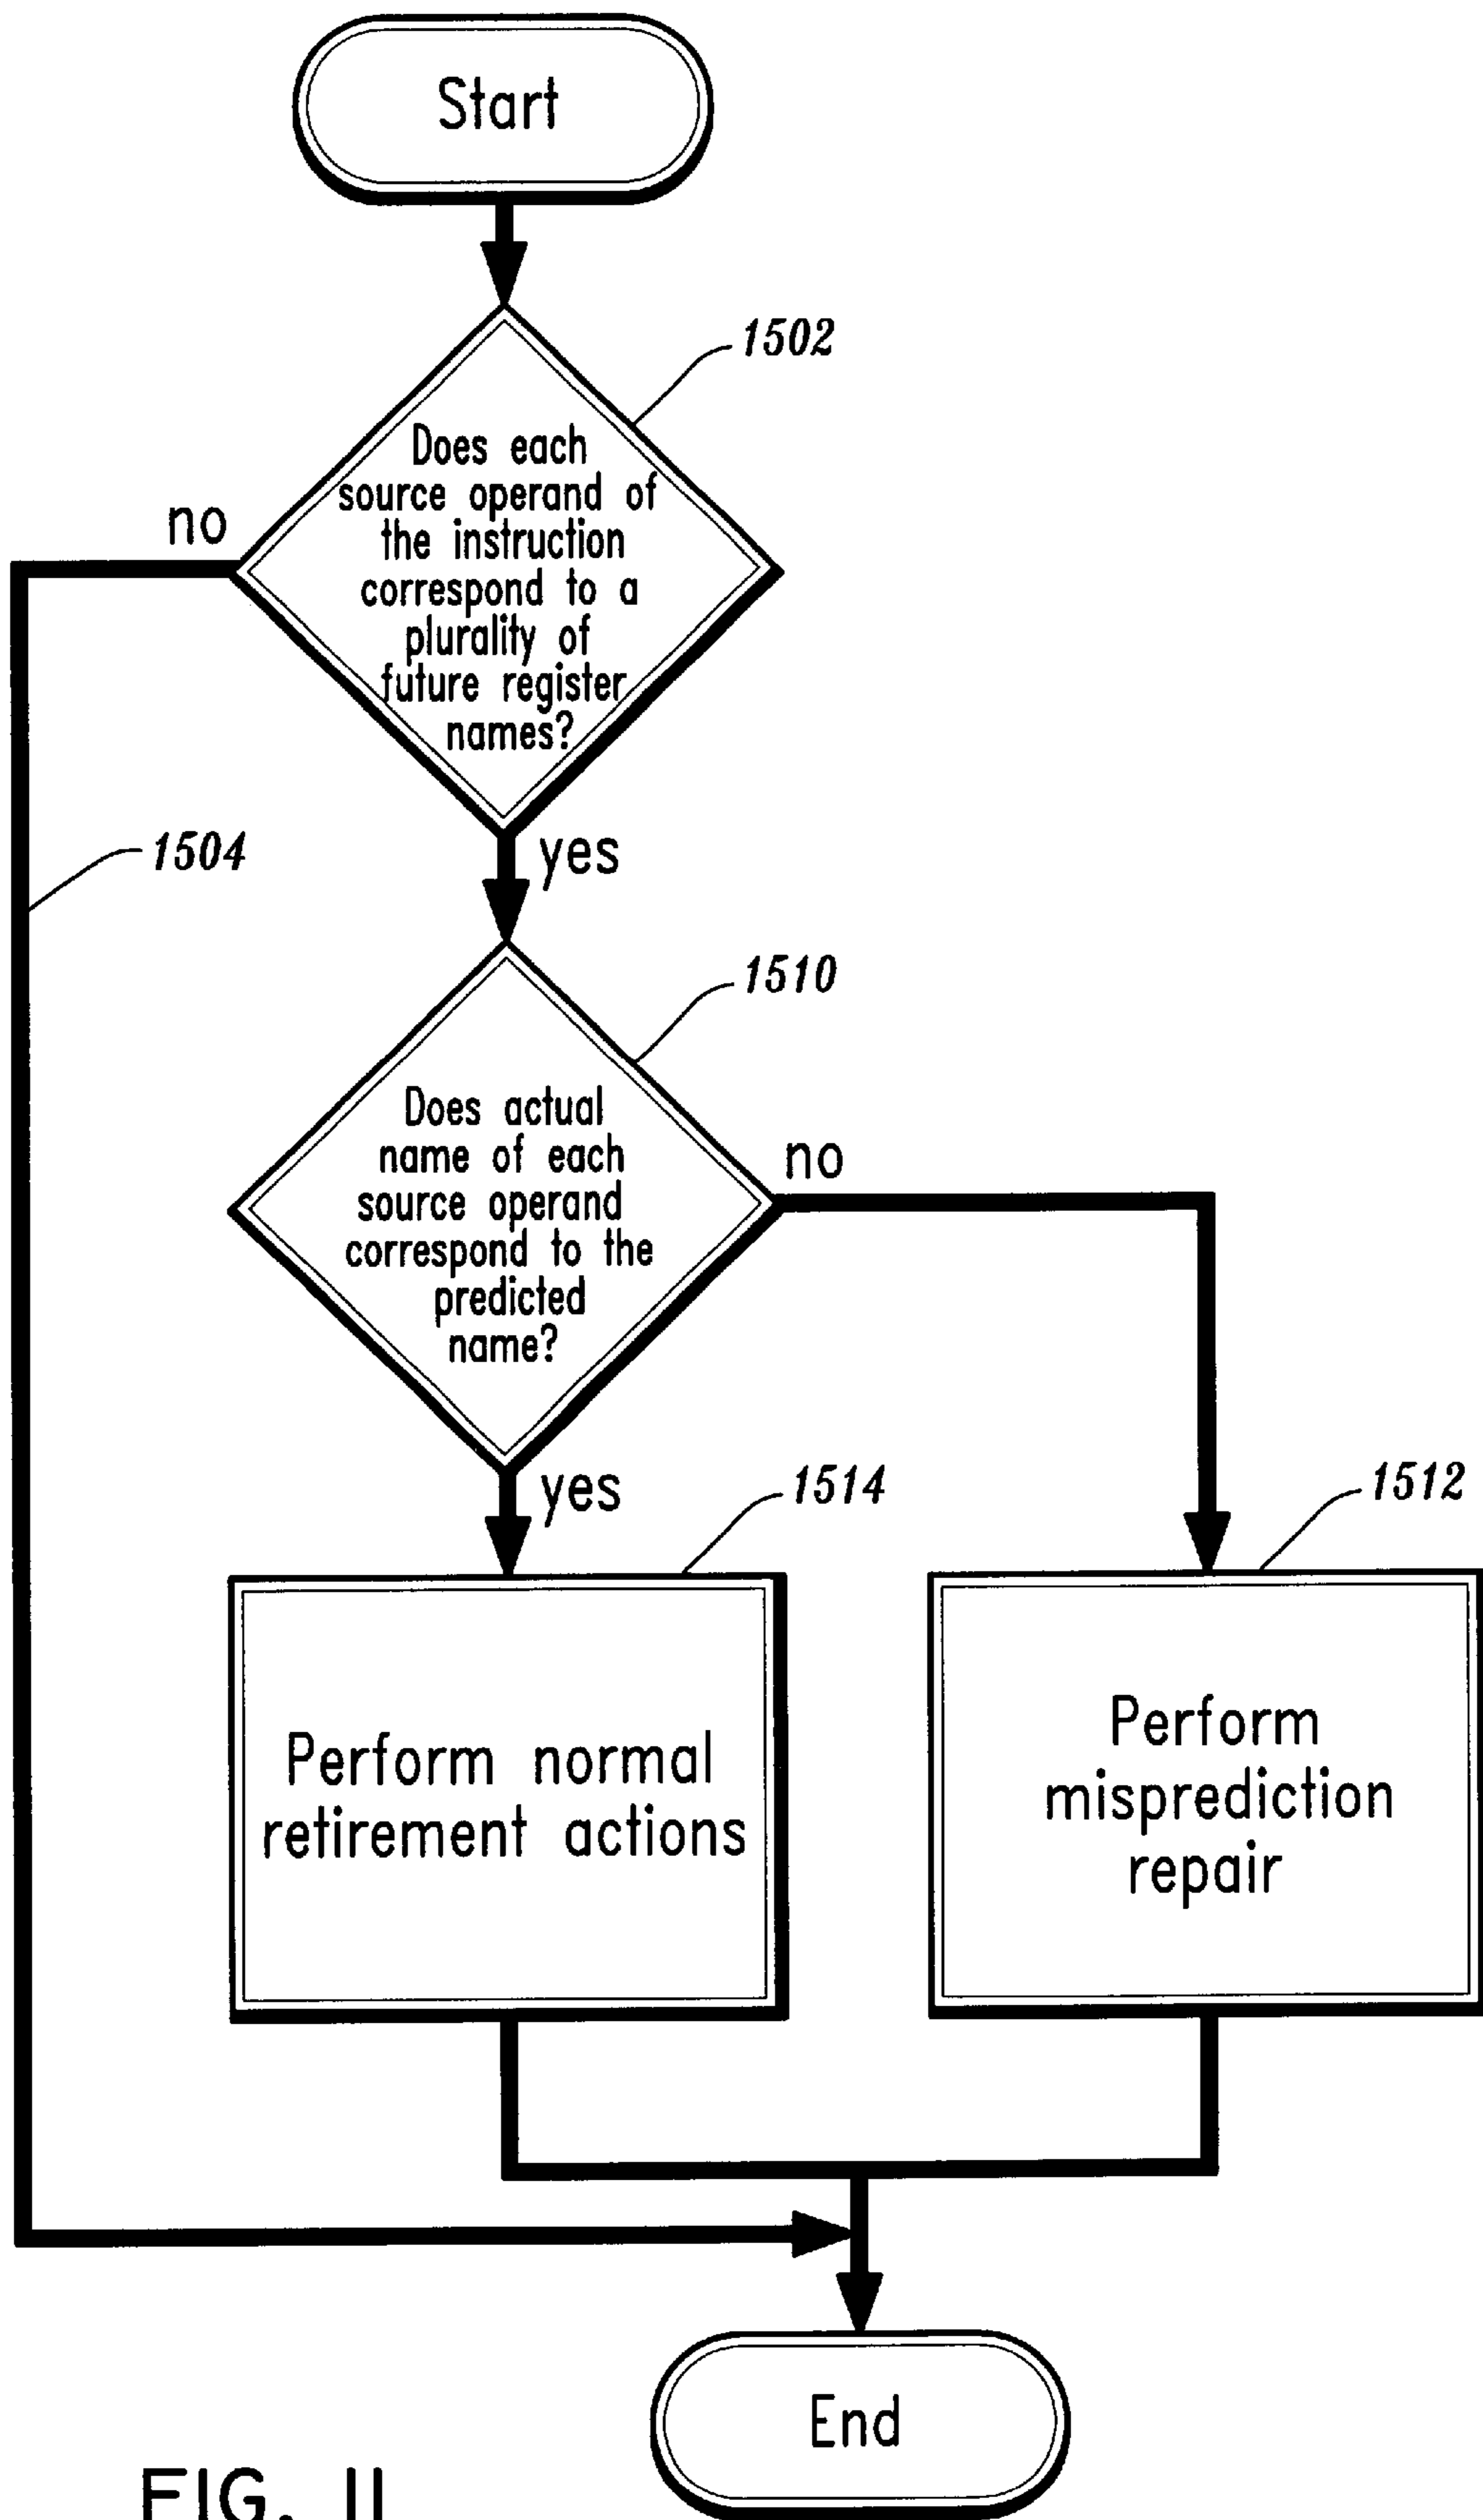 Start
1502
Does each
source operand of
the instruction
correspond to a
plurality of
future register
names?
no
yes
1504
1510
Does actual
name of each
source operand
correspond to the
predicted
name?
no
yes
1514
1512
Perform normal
retirement actions
Perform
misprediction
repair
End
FIG. 11